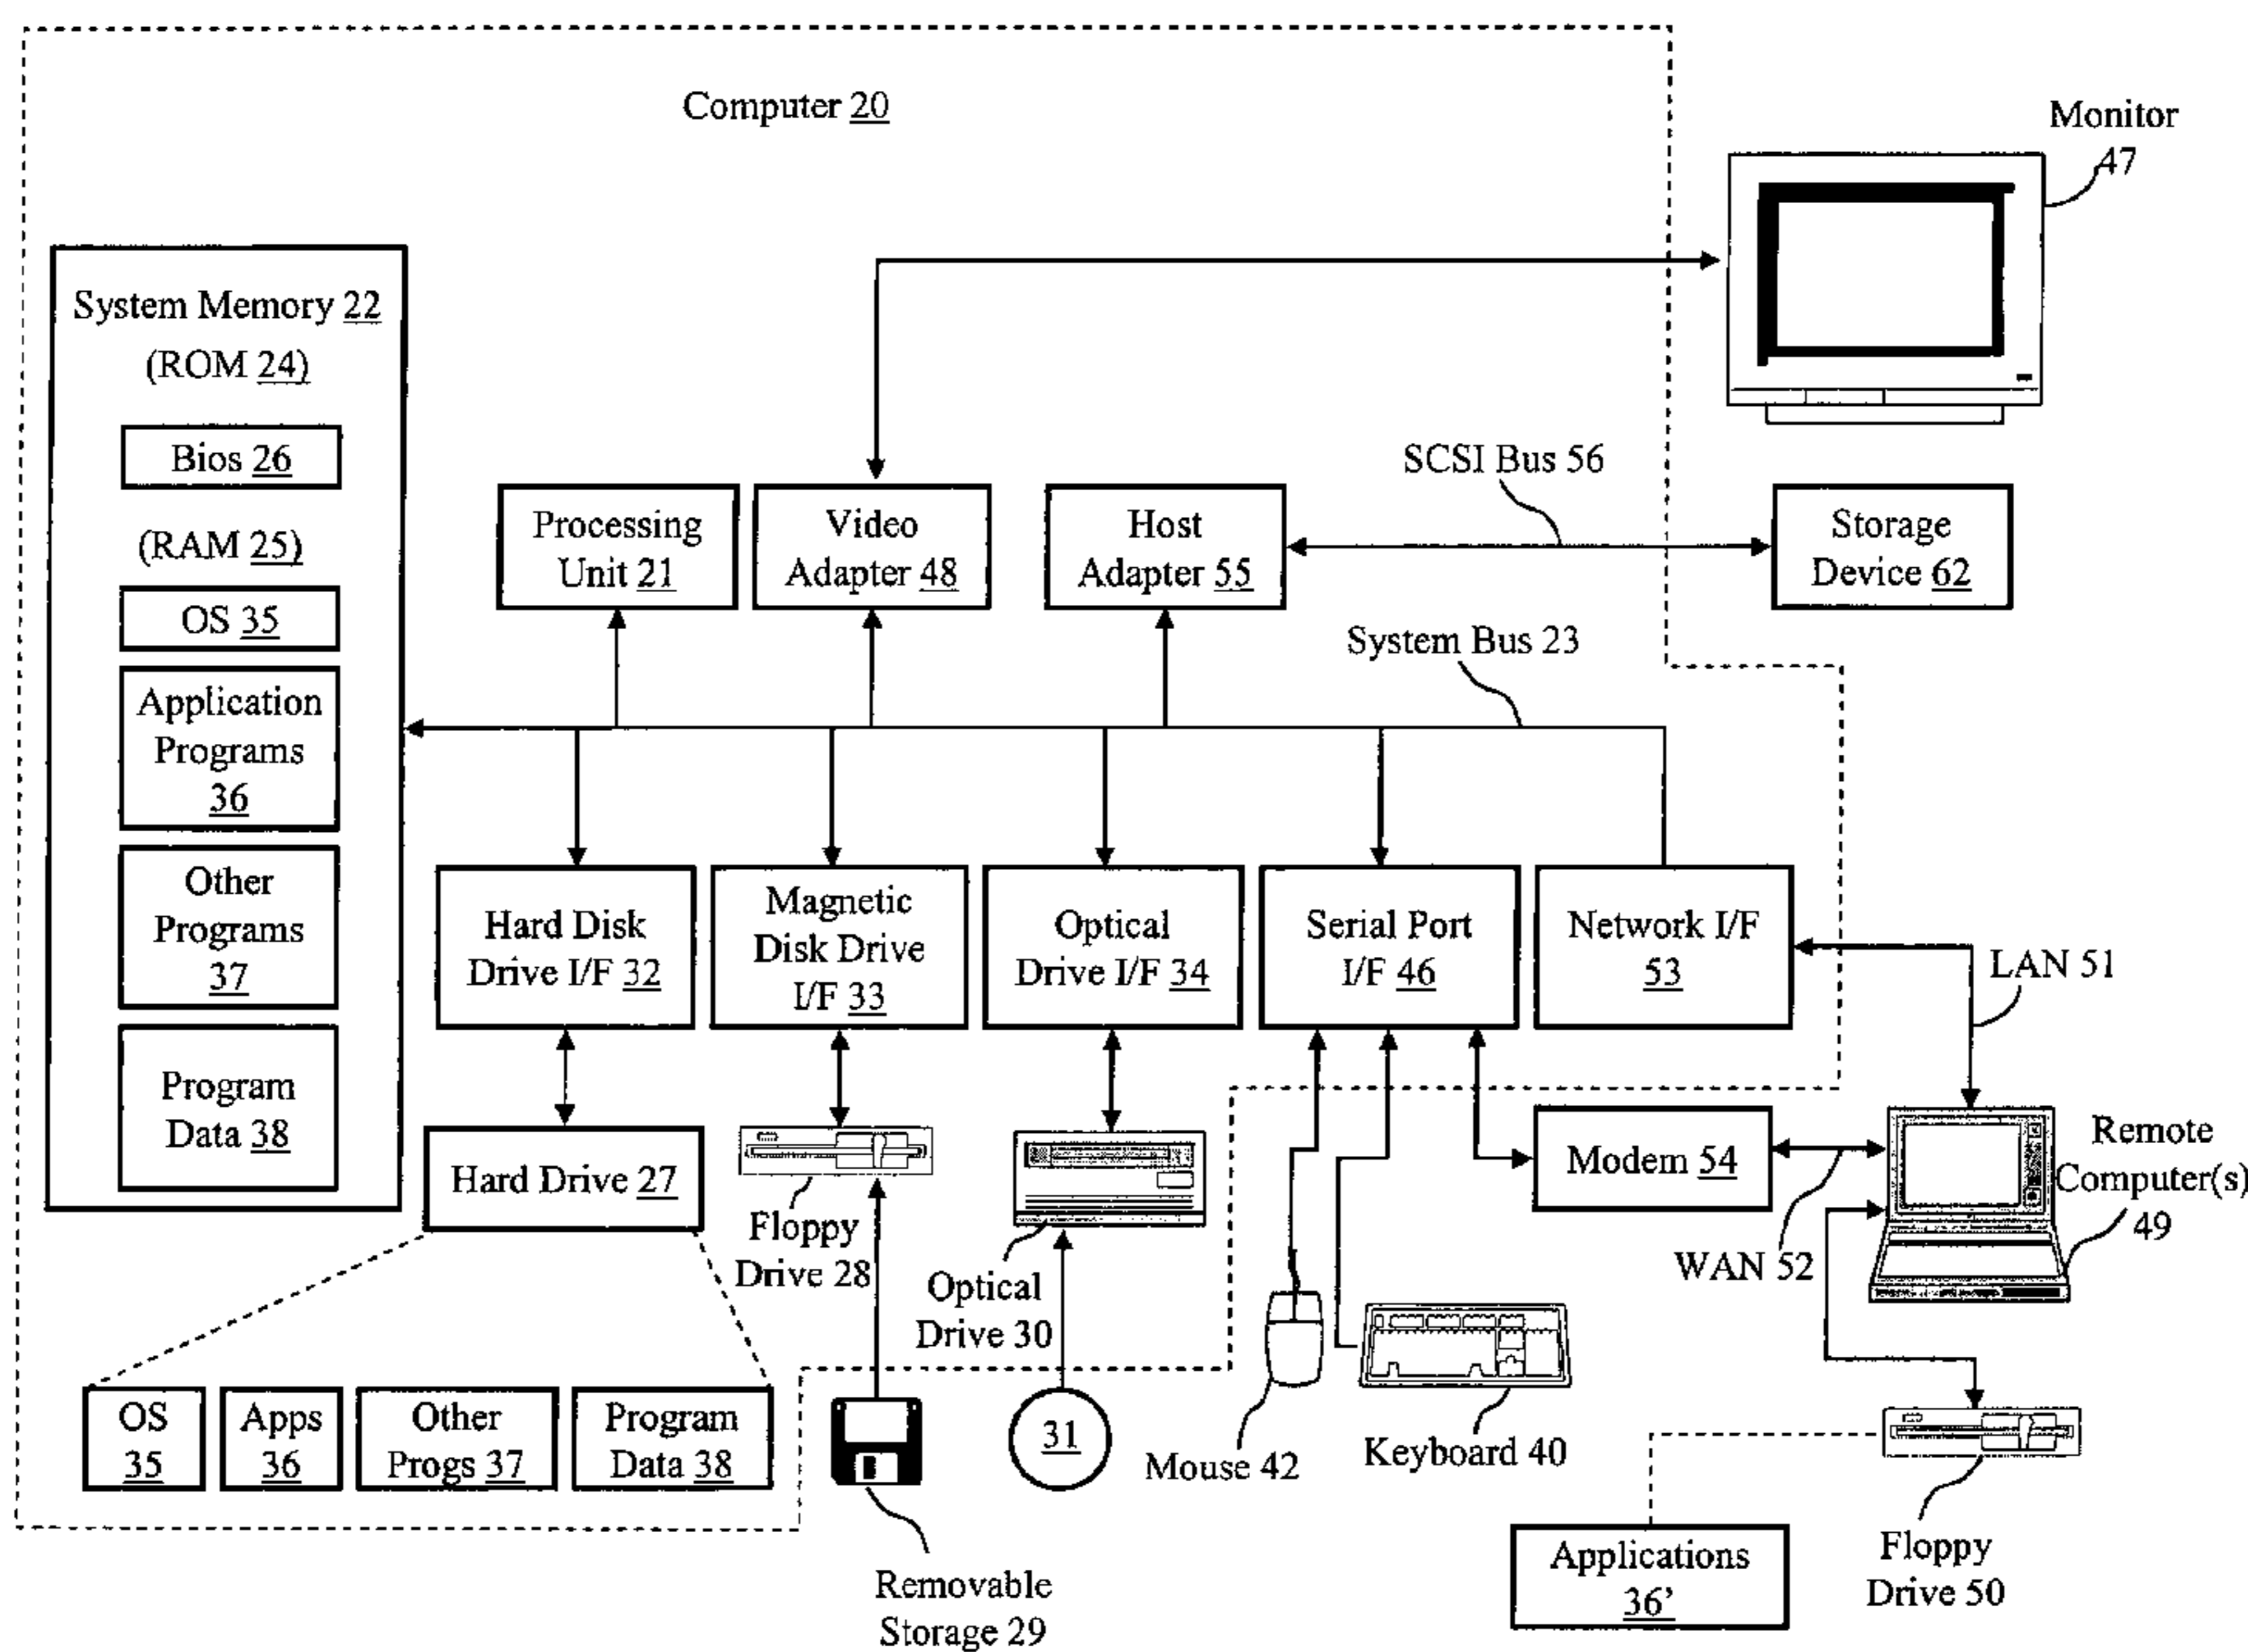 Computer 20
Monitor
47
System Memory 22
(ROM 24)
Bios 26
(RAM 25)
OS 35
Application
Programs
36
Other
Programs
37
Program
Data 38
Processing
Unit 21
Video
Adapter 48
Host
Adapter 55
SCSI Bus 56
Storage
Device 62
System Bus 23
Hard Disk
Drive I/F 32
Magnetic
Disk Drive
I/F 33
Optical
Drive I/F 34
Serial Port
I/F 46
Network I/F
53
LAN 51
Hard Drive 27
Floppy
Drive 28
Optical
Drive 30
Modem 54
Remote
Computer(s)
49
WAN 52
OS
35
Apps
36
Other
Progs 37
Program
Data 38
31
Mouse 42
Keyboard 40
Removable
Storage 29
Applications
36’
Floppy
Drive 50